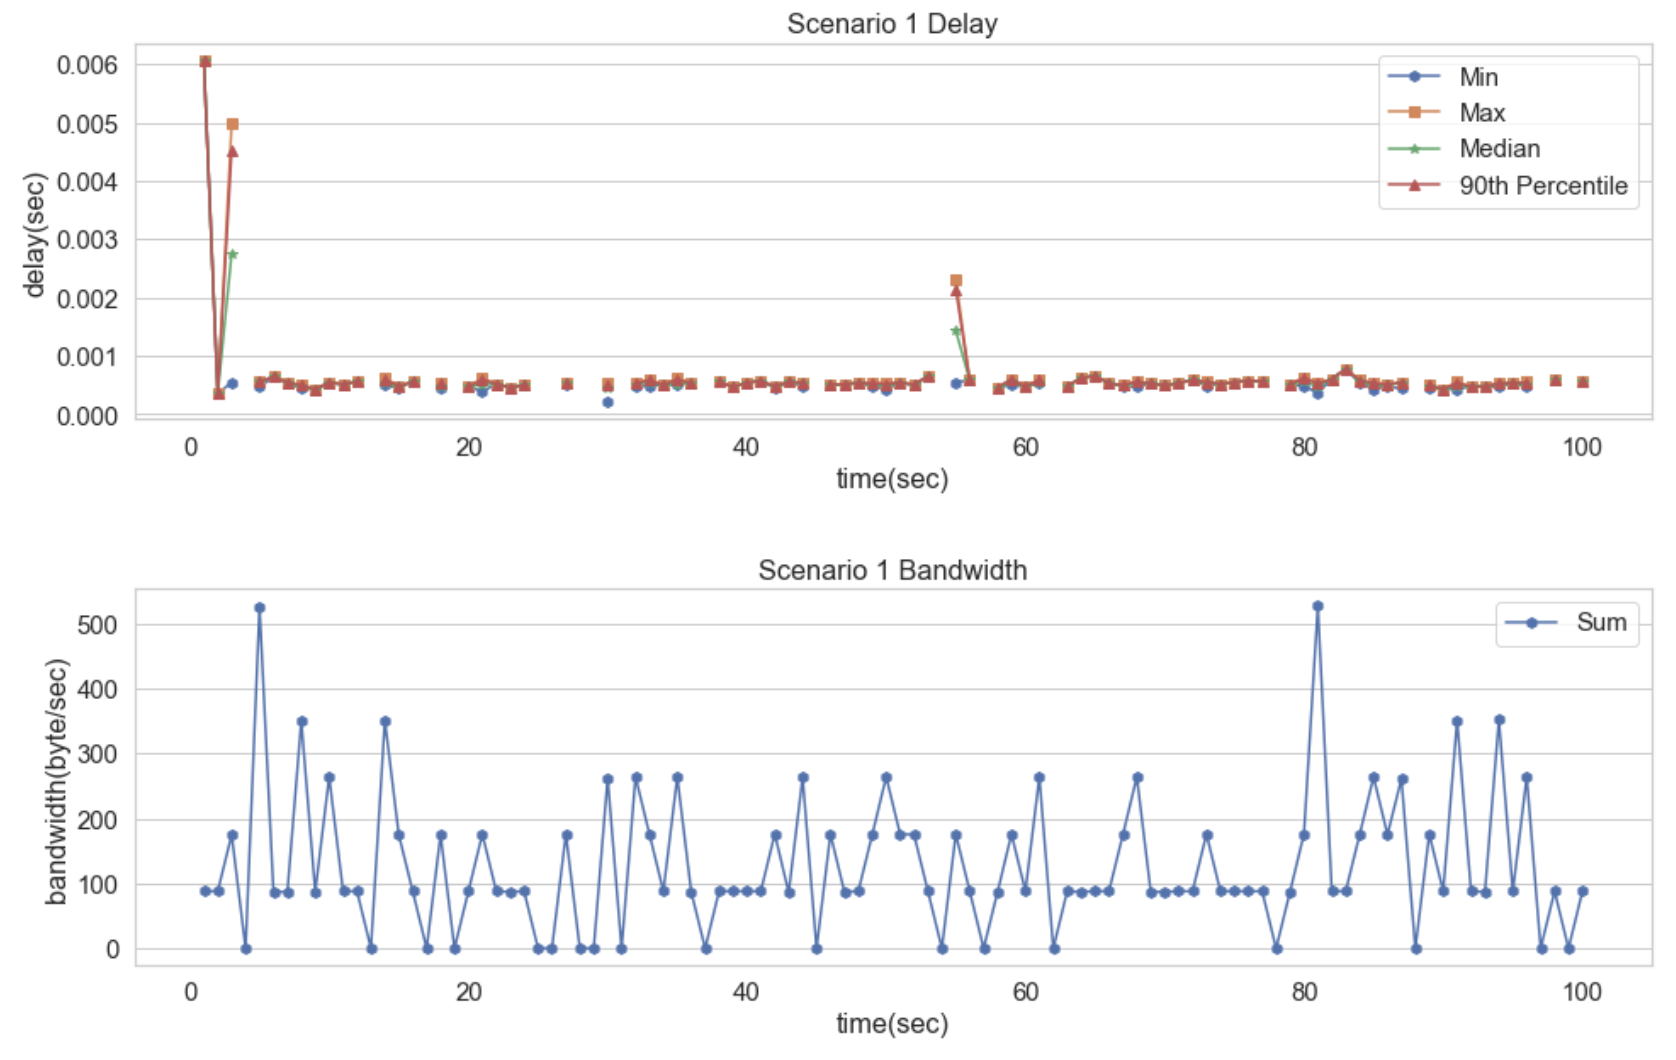 Scenario 1 Delay
0.006
0.005
0.004
0.003
0.002
0.001
0.000
delay(sec)
Min
Max
Median
90th Percentile
0 20 40 60 80 100
time(sec)
Scenario 1 Bandwidth
500
400
300
200
100
0
bandwidth(byte/sec)
Sum
0 20 40 60 80 100
time(sec)